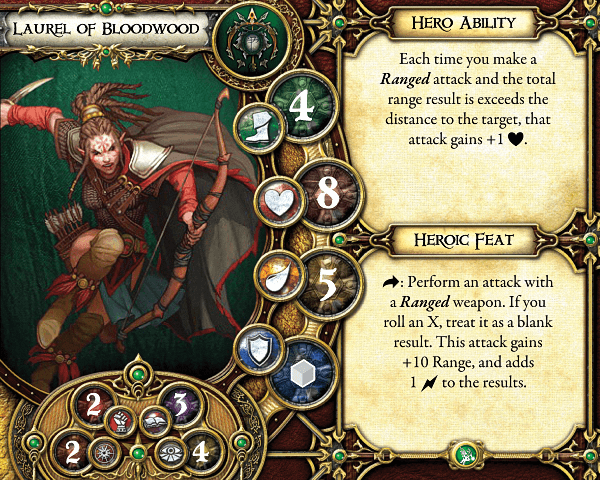 LAUREL OF BLOODWOOD
4
8
5
2 3
2 4
HERO ABILITY
Each time you make a
Ranged attack and the total
range result is exceeds the
distance to the target, that
attack gains +1 ♥.
HEROIC FEAT
: Perform an attack with
a Ranged weapon. If you
roll an X, treat it as a blank
result. This attack gains
+10 Range, and adds
1 to the results.